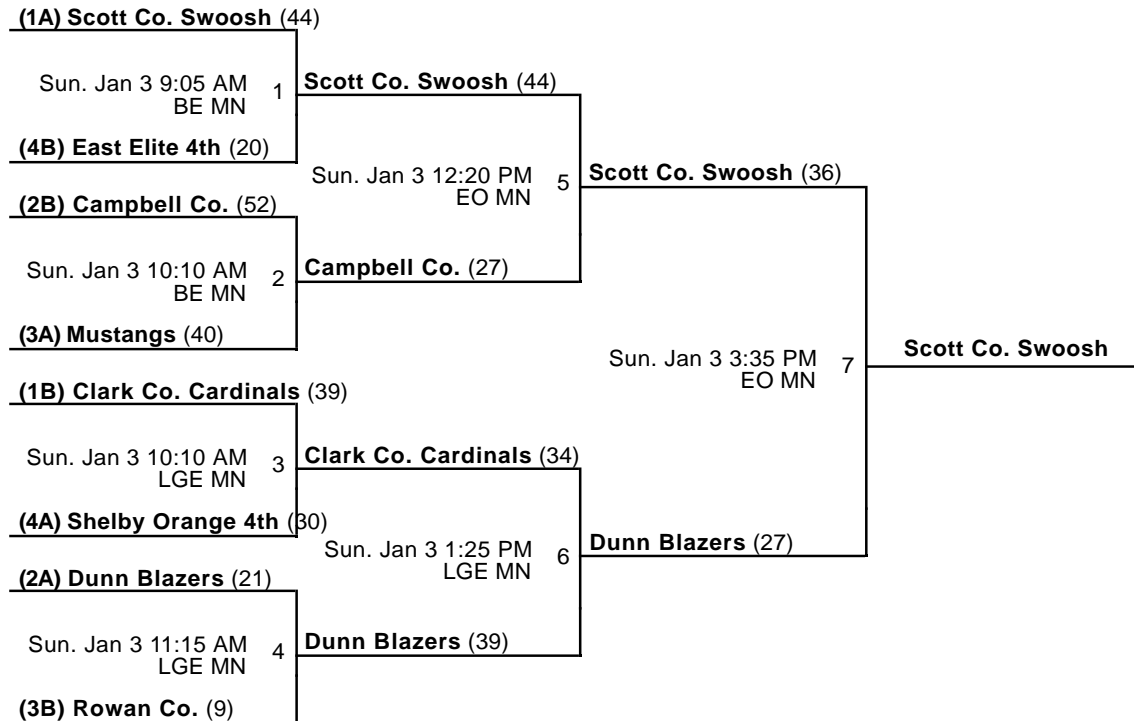 (1A) Scott Co. Swoosh (44)
Sun. Jan 3 9:05 AM
BE MN
1
(4B) East Elite 4th (20)
Scott Co. Swoosh (44)
(2B) Campbell Co. (52)
Sun. Jan 3 10:10 AM
BE MN
2
(3A) Mustangs (40)
Campbell Co. (27)
Sun. Jan 3 12:20 PM
EO MN
5
Scott Co. Swoosh (36)
(1B) Clark Co. Cardinals (39)
Sun. Jan 3 10:10 AM
LGE MN
3
(4A) Shelby Orange 4th (30)
Clark Co. Cardinals (34)
(2A) Dunn Blazers (21)
Sun. Jan 3 11:15 AM
LGE MN
4
(3B) Rowan Co. (9)
Dunn Blazers (39)
Sun. Jan 3 1:25 PM
LGE MN
6
Dunn Blazers (27)
Sun. Jan 3 3:35 PM
EO MN
7
Scott Co. Swoosh